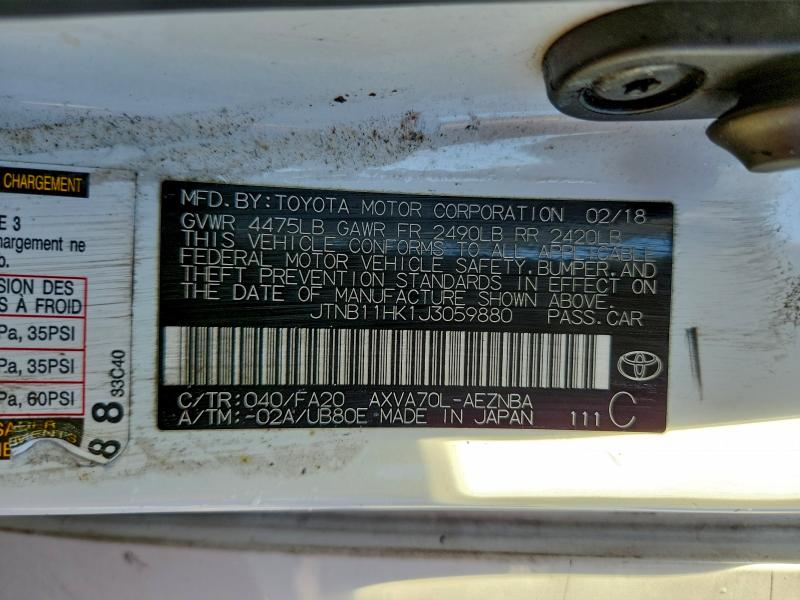 CHARGEMENT
E 3
hargement ne
o.
SION DES
S À FROID
Pa, 35PSI
Pa, 35PSI
Pa, 60PSI
88
33C40
MFD. BY: TOYOTA MOTOR CORPORATION 02/18
GVWR 4475LB GAWR FR 2490LB RR 2420LB
THIS VEHICLE CONFORMS TO ALL APPLICABLE
FEDERAL MOTOR VEHICLE SAFETY, BUMPER, AND
THEFT PREVENTION STANDARDS IN EFFECT ON
THE DATE OF MANUFACTURE SHOWN ABOVE.
JTNB11HK1J3059880 PASS. CAR
C/TR: 040/FA20 AXVA70L-AEZNBA
A/TM: -02A/UB80E MADE IN JAPAN 111 C